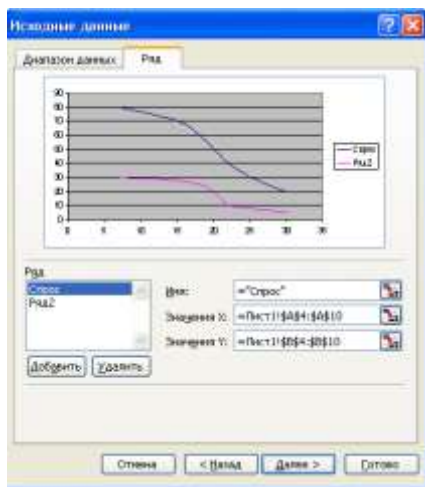 Исходные данные
Диапазон данных Ряд
90
80
70
60
50
40
30
20
10
0
0 5 10 15 20 25 30 35
Спрос
Ряд2
Ряд
Спрос
Ряд2
Добавить Удалить
Имя: ="Спрос"
Значения X: =Лист1!$A$4:$A$10
Значения Y: =Лист1!$B$4:$B$10
Отмена < Назад Далее > Готово